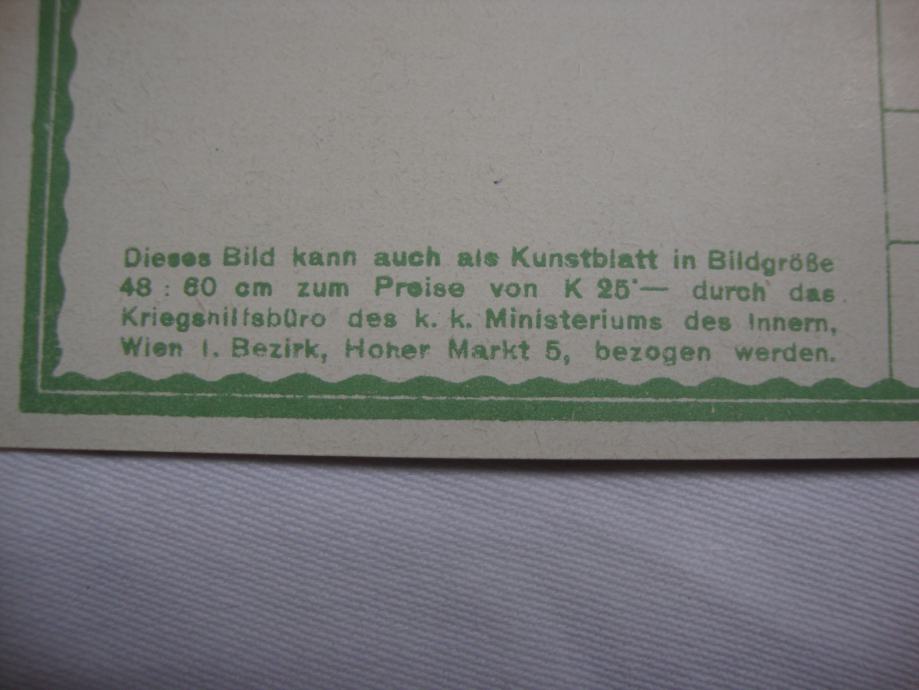 Dieses Bild kann auch als Kunstblatt in Bildgröße
48 : 60 cm zum Preise von K 25·— durch das
Kriegshilfsbüro des k. k. Ministeriums des Innern,
Wien I. Bezirk, Hoher Markt 5, bezogen werden.